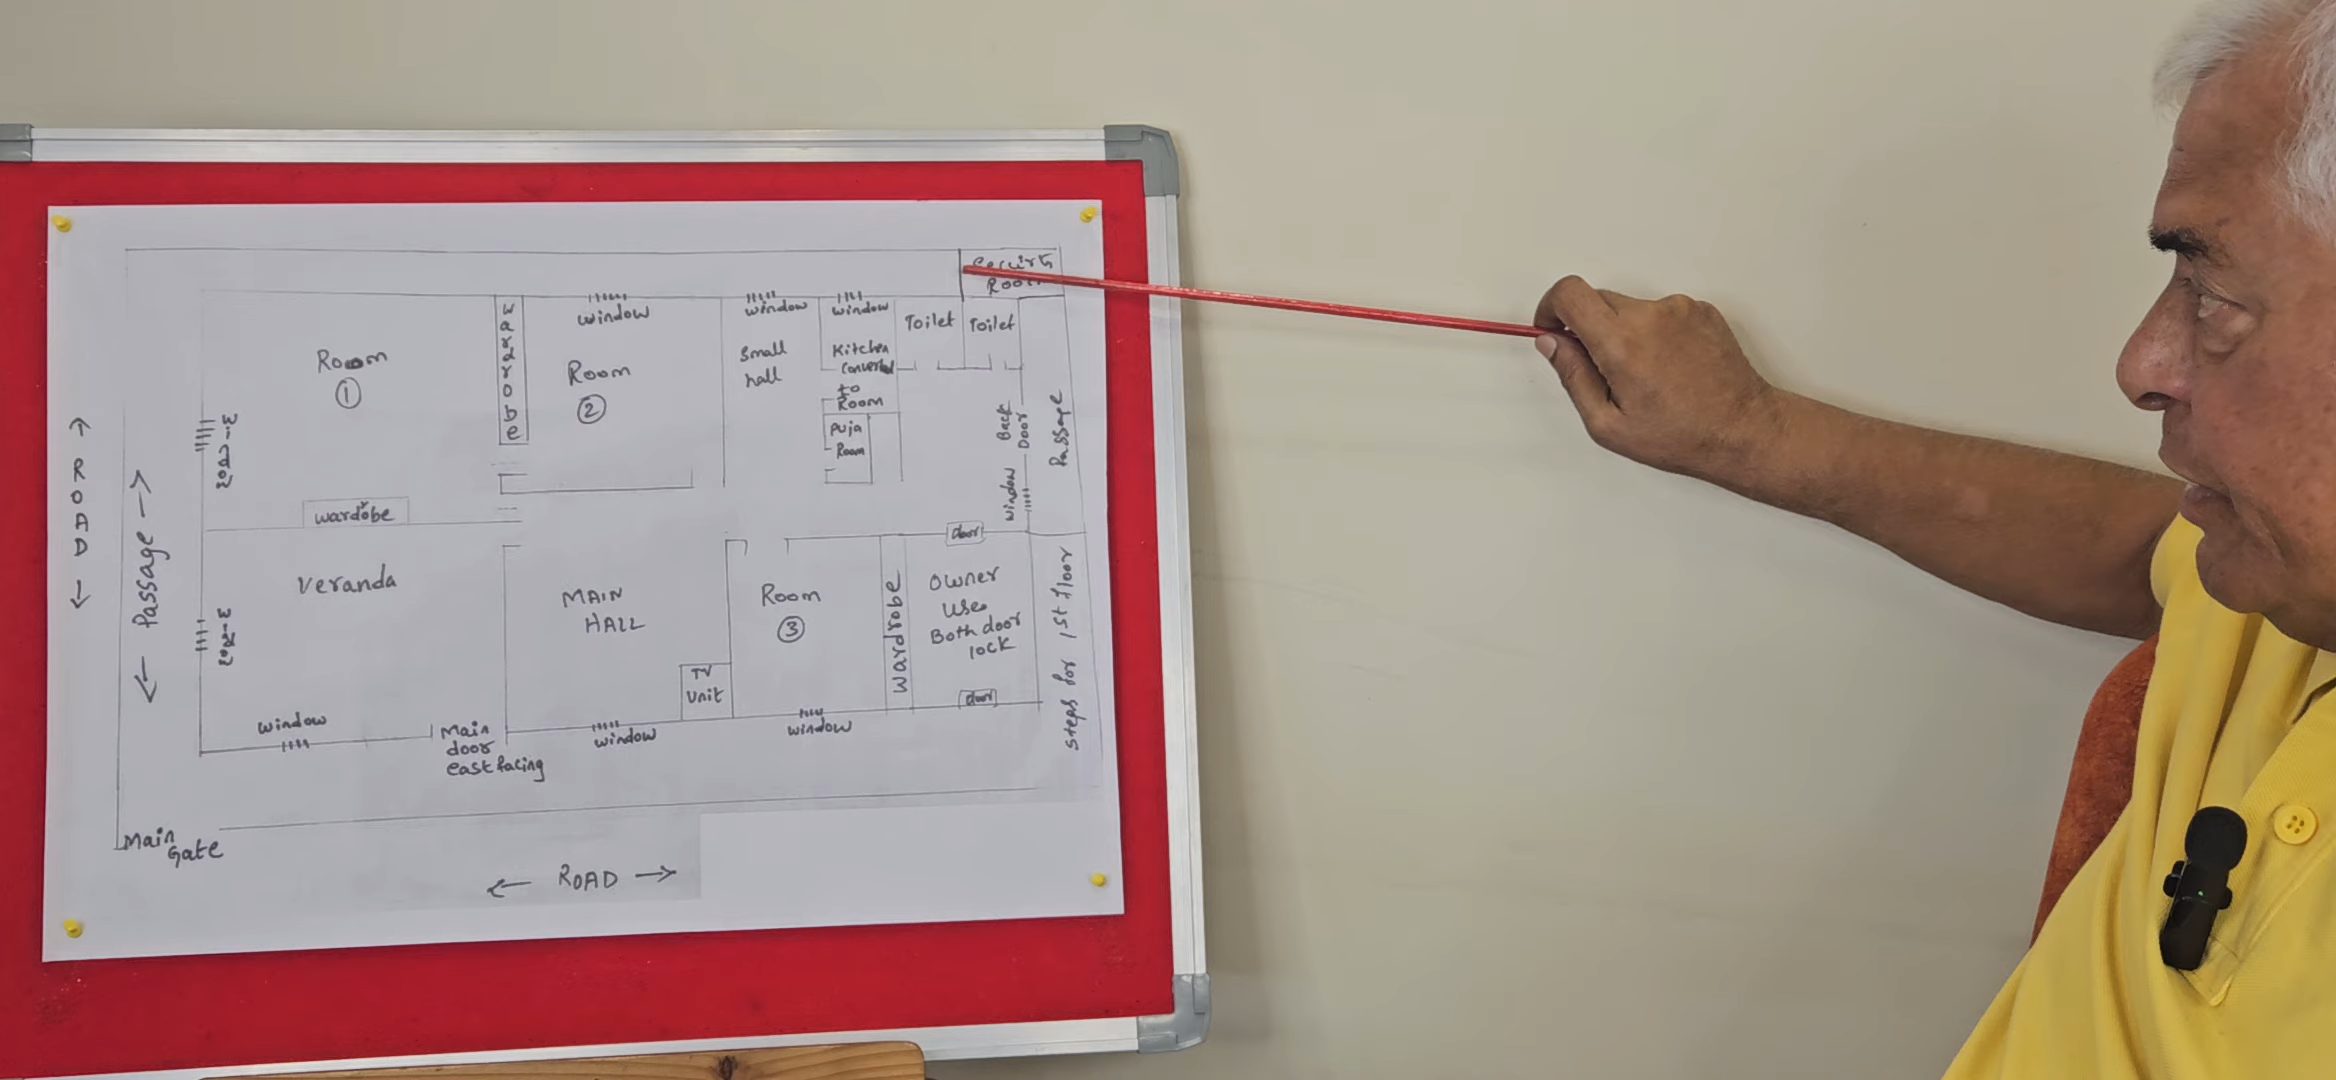 Security
Room
window
window
window
Toilet
Toilet
wardrobe
Room
①
Room
②
small
hall
Kitchen
converted
to
Room
Puja
Room
Back
Door
Passage
window
window
ROAD
Passage
wardobe
door
Veranda
MAIN
HALL
Room
③
wardrobe
OWNER
Use
Both door
lock
door
steps for 1st floor
window
TV
Unit
window
Main
door
east facing
window
window
Main
Gate
ROAD